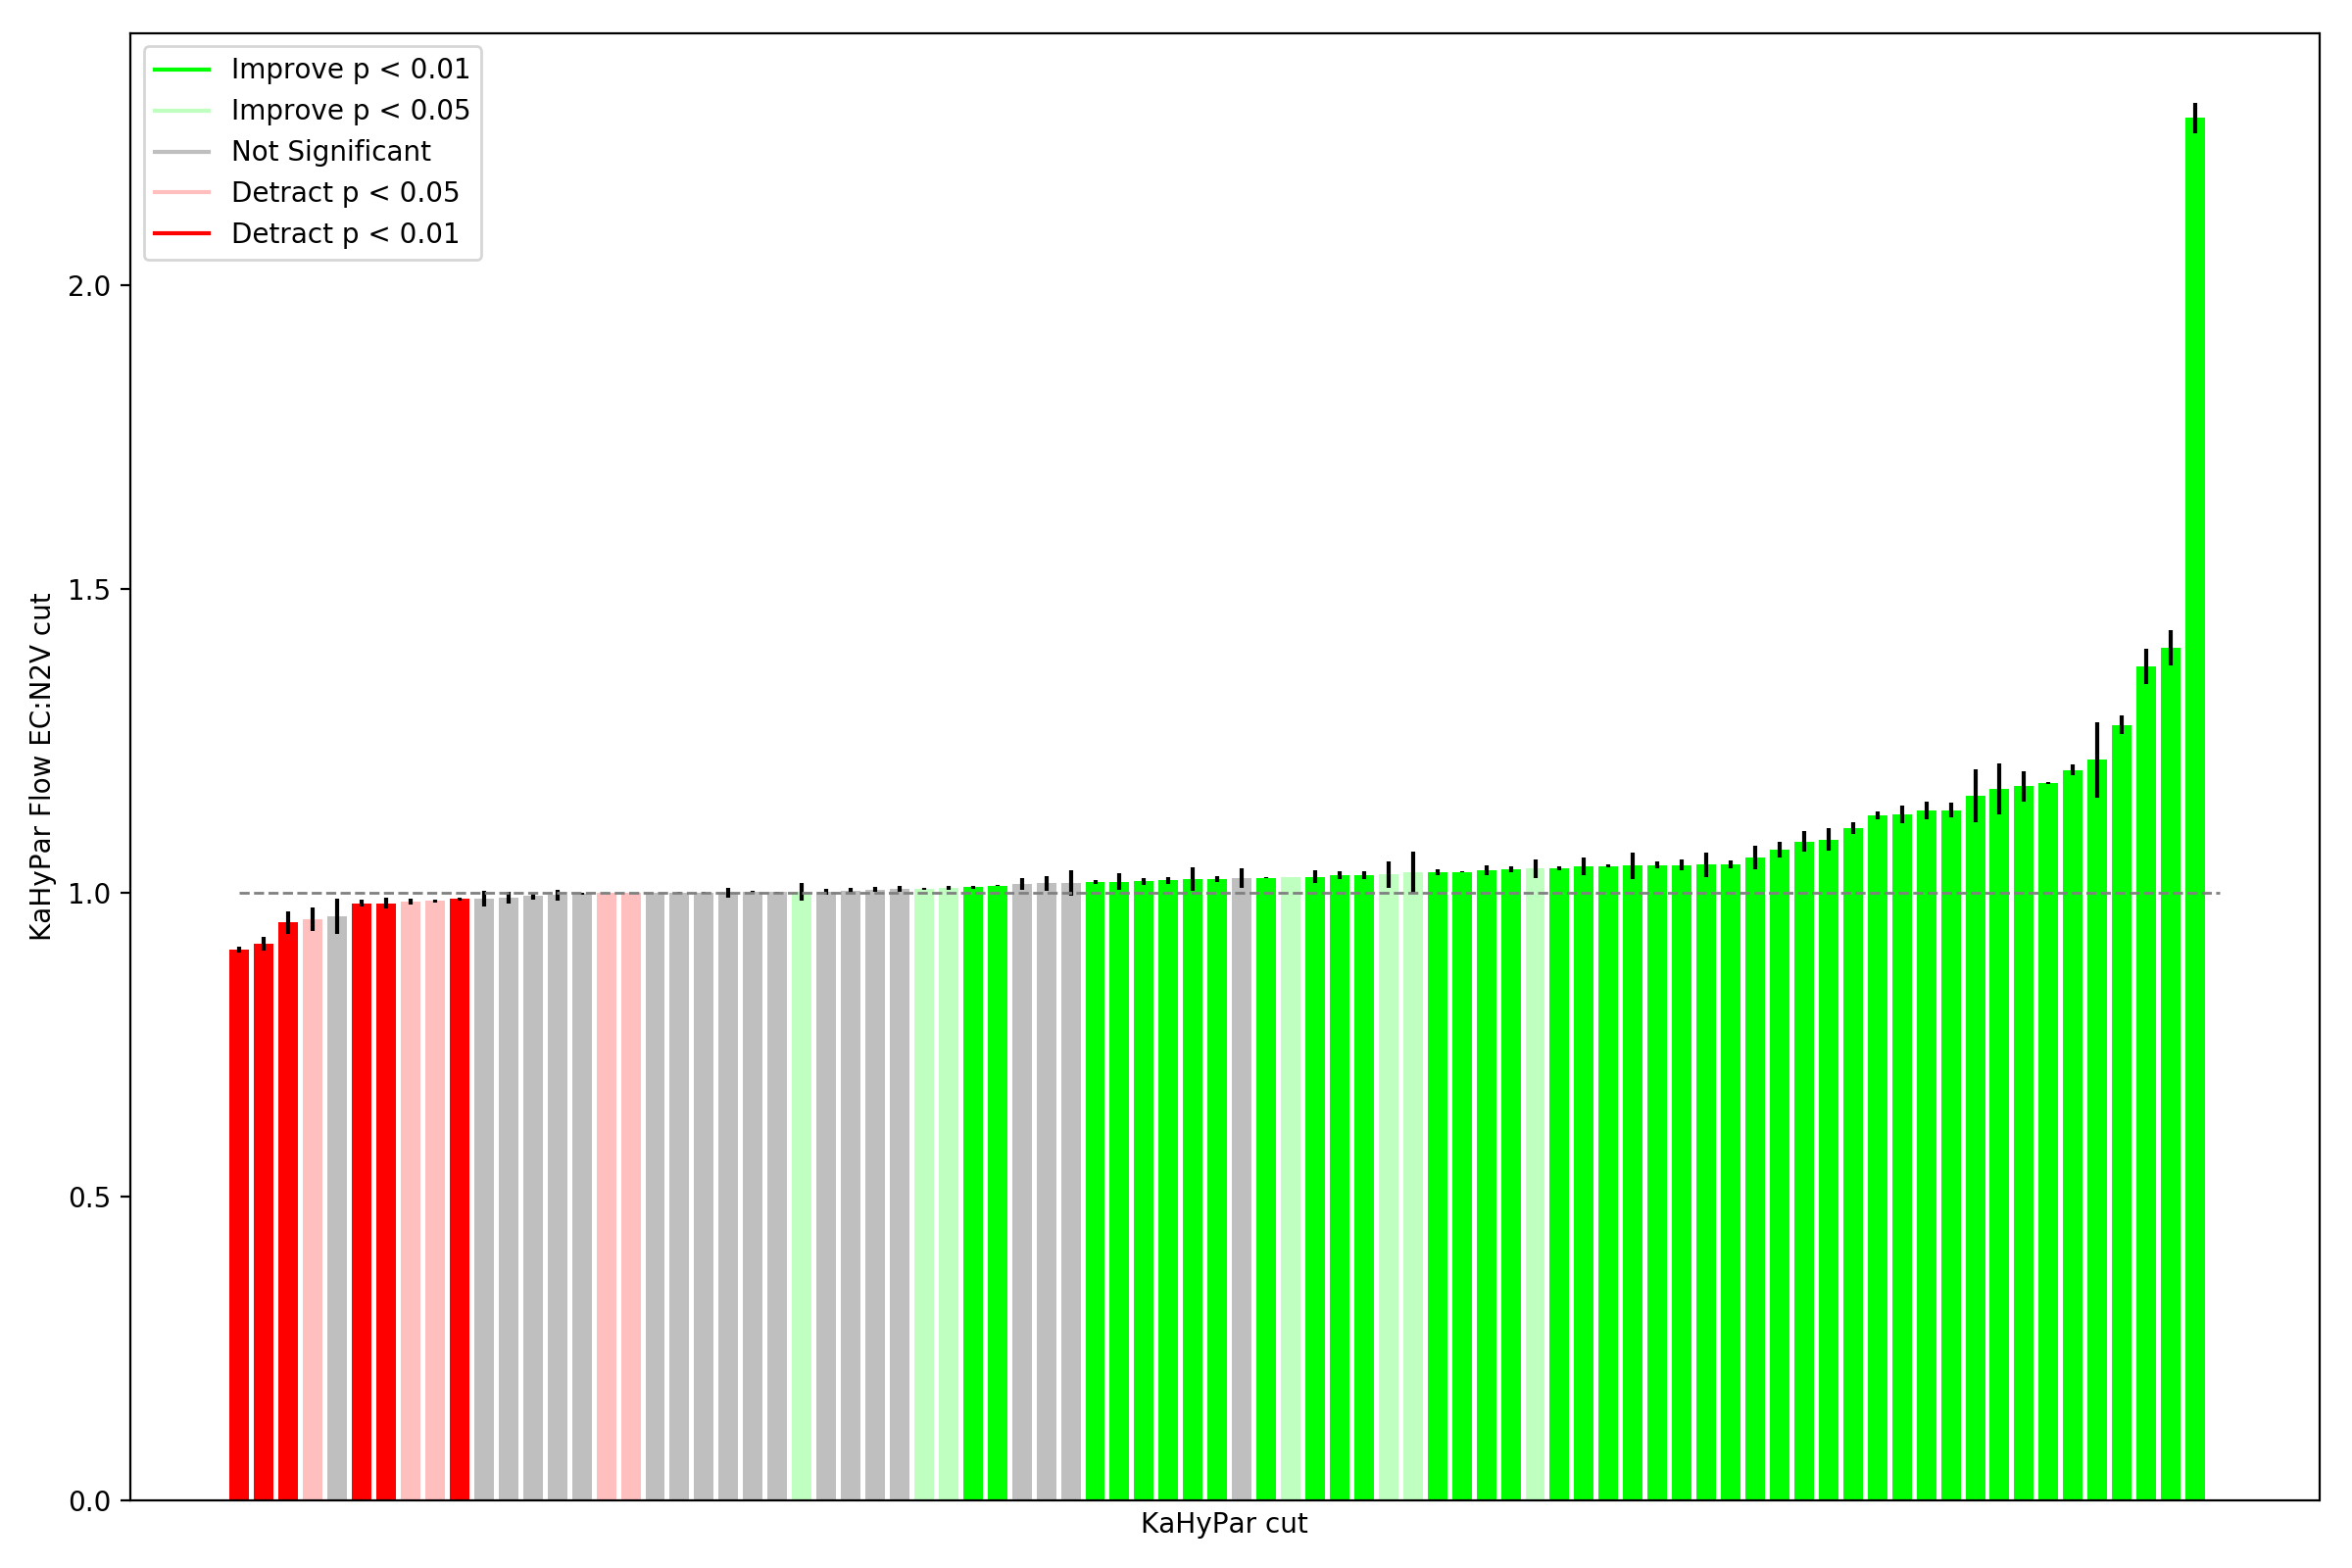 Improve p < 0.01
Improve p < 0.05
Not Significant
Detract p < 0.05
Detract p < 0.01
2.0
1.5
1.0
0.5
0.0
KaHyPar Flow EC:N2V cut
KaHyPar cut